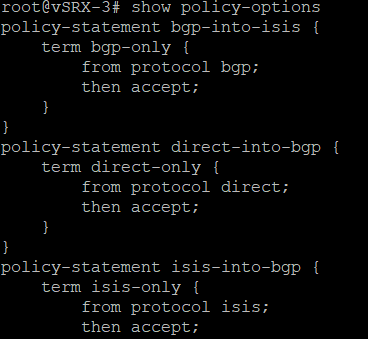 root@vSRX-3# show policy-options
policy-statement bgp-into-isis {
    term bgp-only {
        from protocol bgp;
        then accept;
    }
}
policy-statement direct-into-bgp {
    term direct-only {
        from protocol direct;
        then accept;
    }
}
policy-statement isis-into-bgp {
    term isis-only {
        from protocol isis;
        then accept;